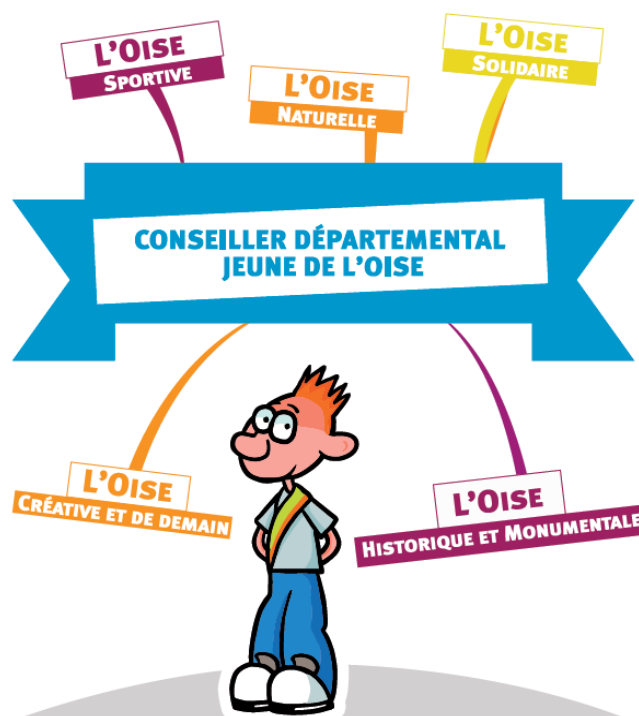 L'OISE
SPORTIVE
L'OISE
NATURELLE
L'OISE
SOLIDAIRE
CONSEILLER DÉPARTEMENTAL
JEUNE DE L'OISE
L'OISE
CRÉATIVE ET DE DEMAIN
L'OISE
HISTORIQUE ET MONUMENTALE